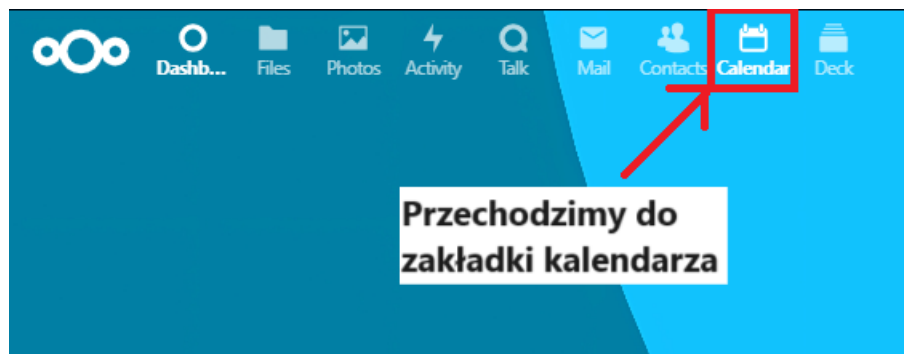 Dashb... Files Photos Activity Talk Mail Contacts Calendar Deck
Przechodzimy do
zakładki kalendarza